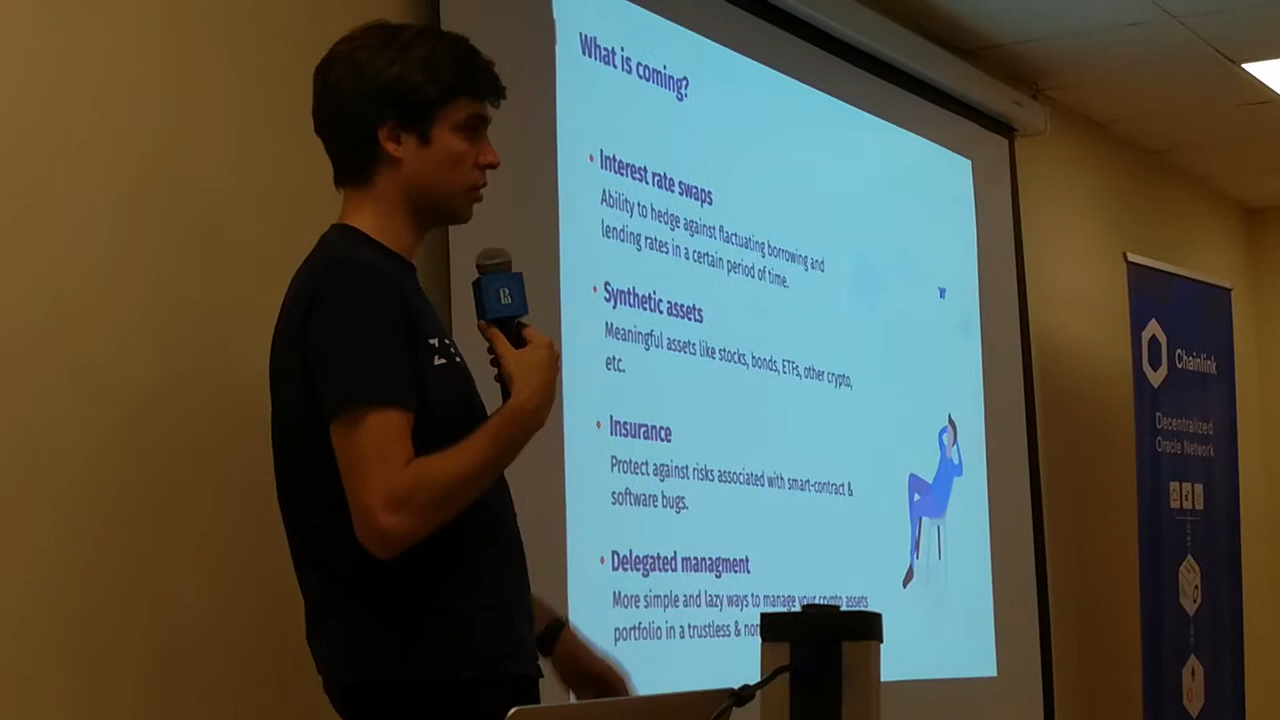 What is coming?
Interest rate swaps
Ability to hedge against flactuating borrowing and
lending rates in a certain period of time.
Synthetic assets
Meaningful assets like stocks, bonds, ETFs, other crypto,
etc.
Insurance
Protect against risks associated with smart-contract &
software bugs.
Delegated managment
More simple and lazy ways to manage your crypto assets
portfolio in a trustless &
Chainlink
Decentralized
Oracle Network